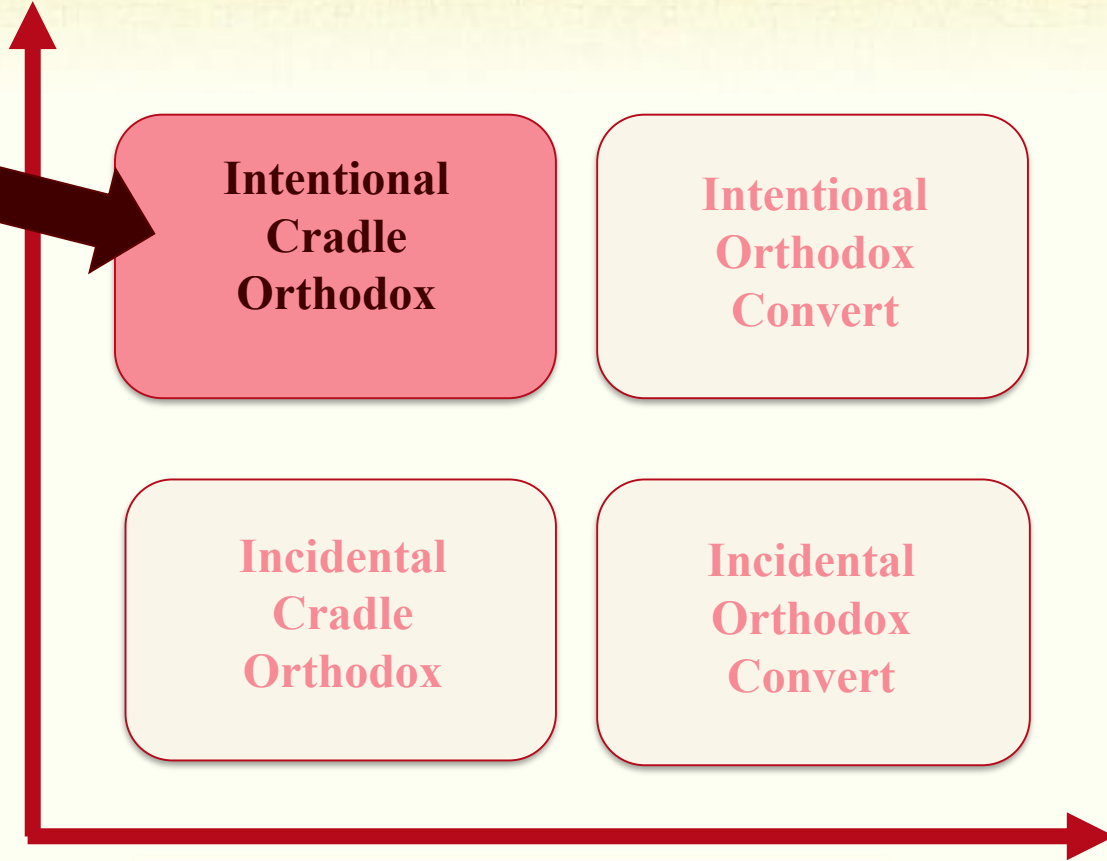 Intentional
Cradle
Orthodox
Intentional
Orthodox
Convert
Incidental
Cradle
Orthodox
Incidental
Orthodox
Convert